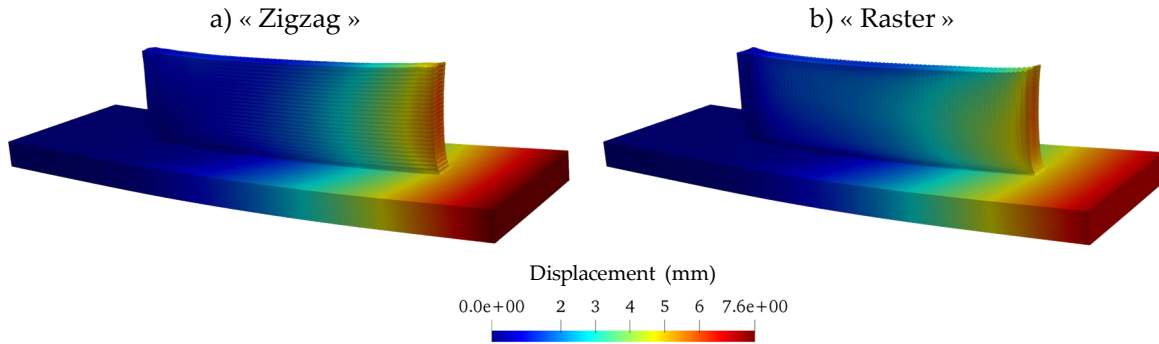 a) « Zigzag »
b) « Raster »
Displacement (mm)
0.0e+00 2 3 4 5 6 7.6e+00